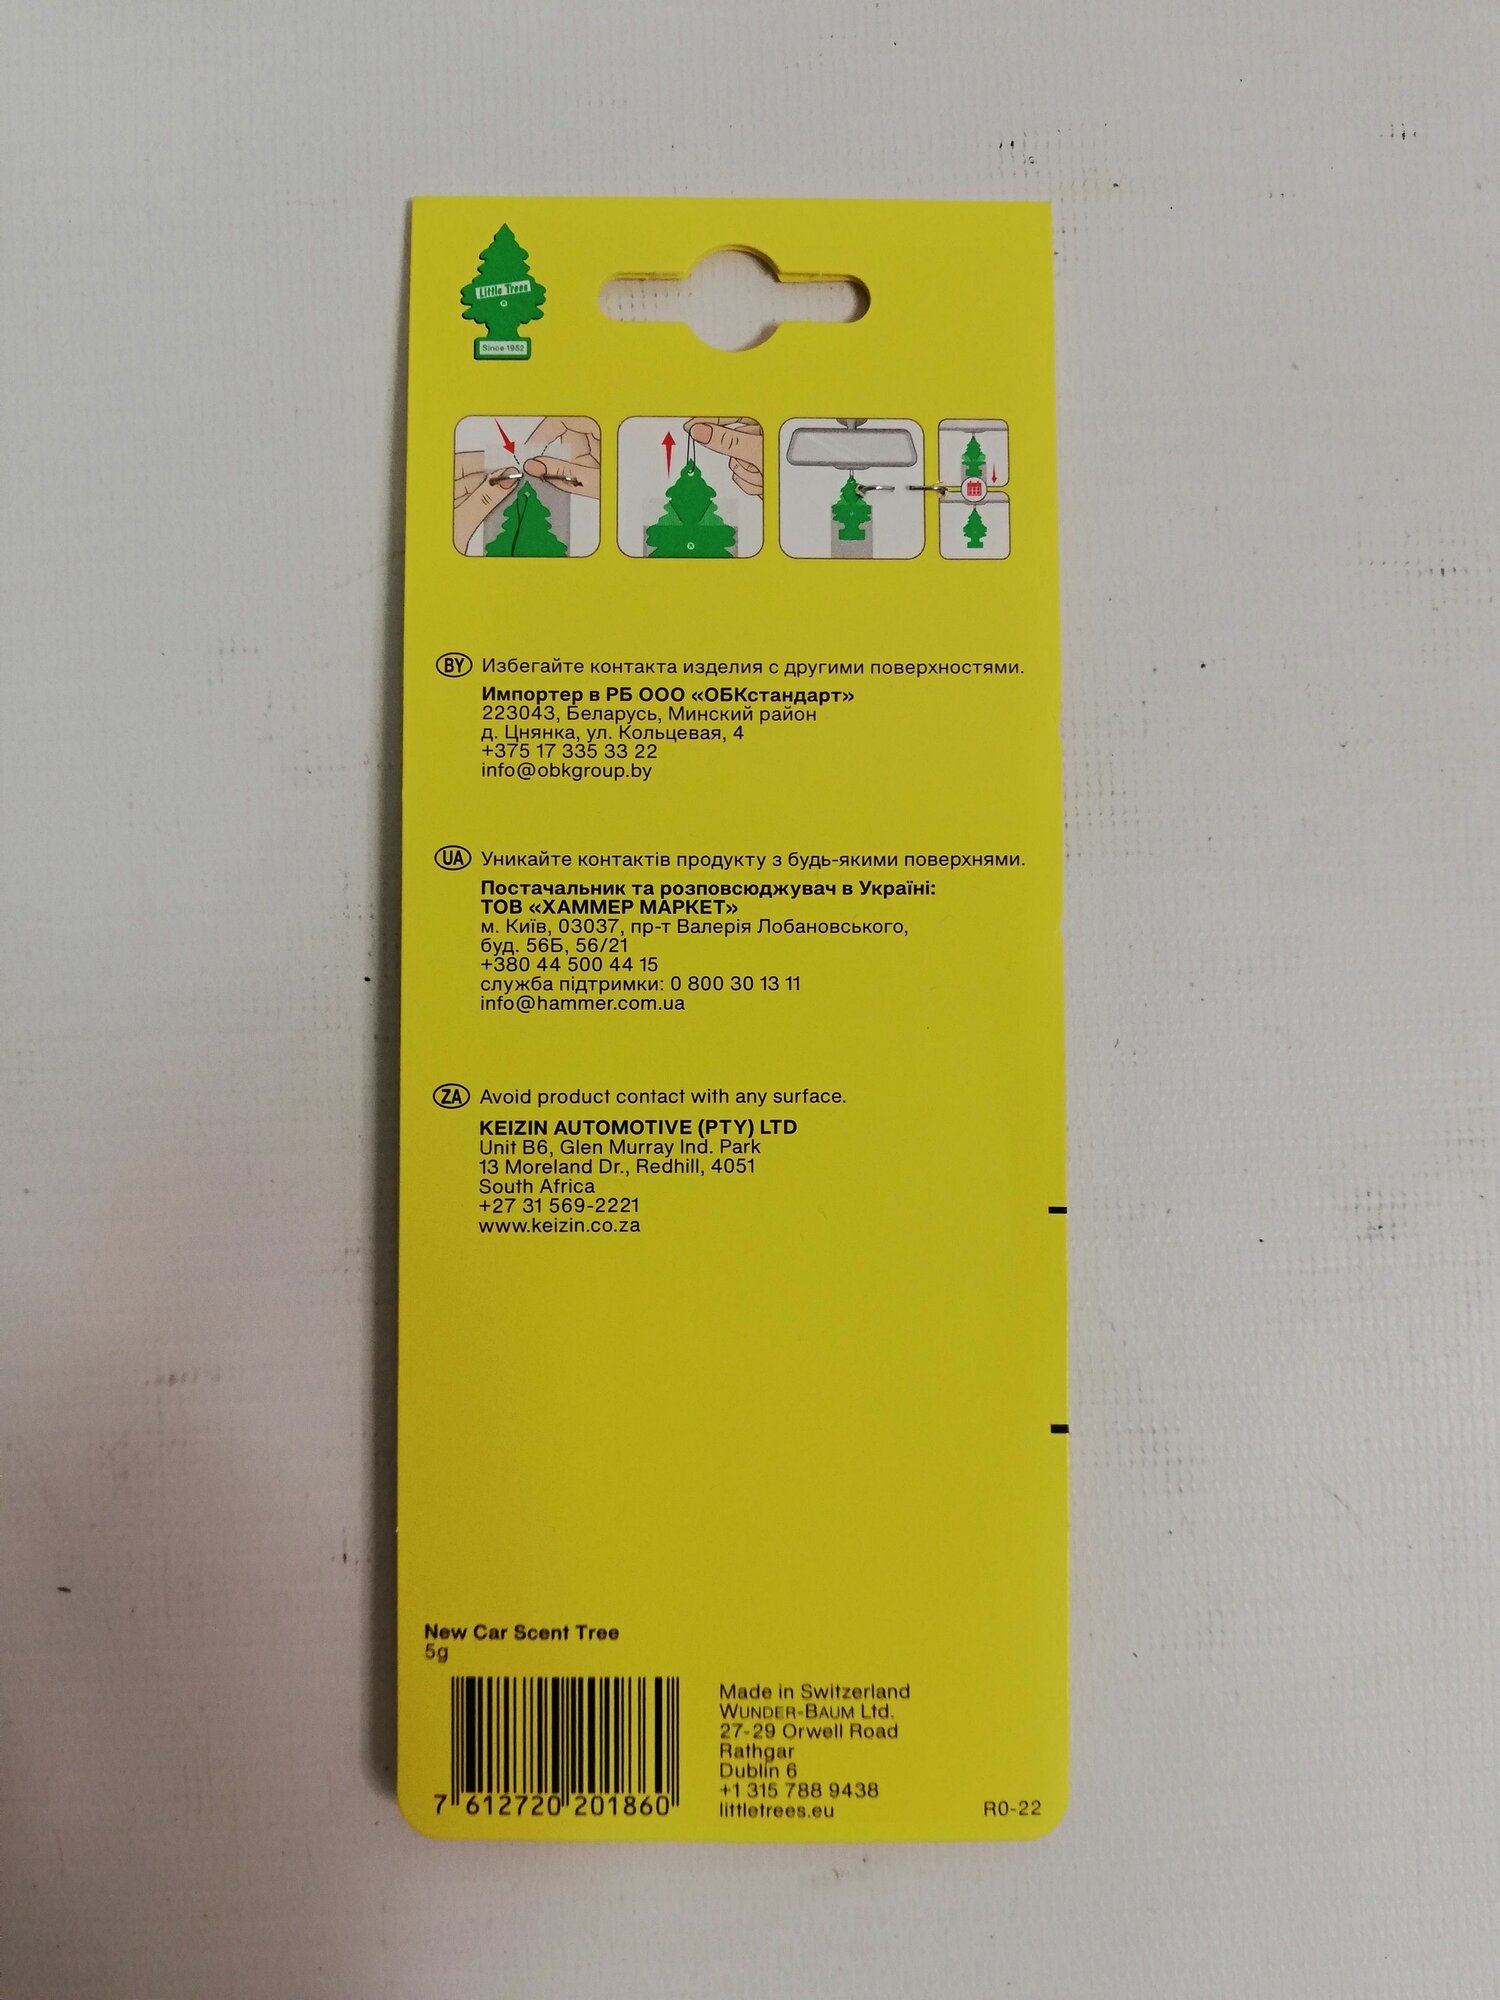 Little Trees
Since 1952
BY Избегайте контакта изделия с другими поверхностями.
Импортер в РБ ООО «ОБКстандарт»
223043, Беларусь, Минский район
д. Цнянка, ул. Кольцевая, 4
+375 17 335 33 22
info@obkgroup.by
UA Уникайте контактів продукту з будь-якими поверхнями.
Постачальник та розповсюджувач в Україні:
ТОВ «ХАММЕР МАРКЕТ»
м. Київ, 03037, пр-т Валерія Лобановського,
буд. 56Б, 56/21
+380 44 500 44 15
служба підтримки: 0 800 30 13 11
info@hammer.com.ua
ZA Avoid product contact with any surface.
KEIZIN AUTOMOTIVE (PTY) LTD
Unit B6, Glen Murray Ind. Park
13 Moreland Dr., Redhill, 4051
South Africa
+27 31 569-2221
www.keizin.co.za
New Car Scent Tree
5g
7 612720 201860
Made in Switzerland
WUNDER-BAUM Ltd.
27-29 Orwell Road
Rathgar
Dublin 6
+1 315 788 9438
littletrees.eu
R0-22